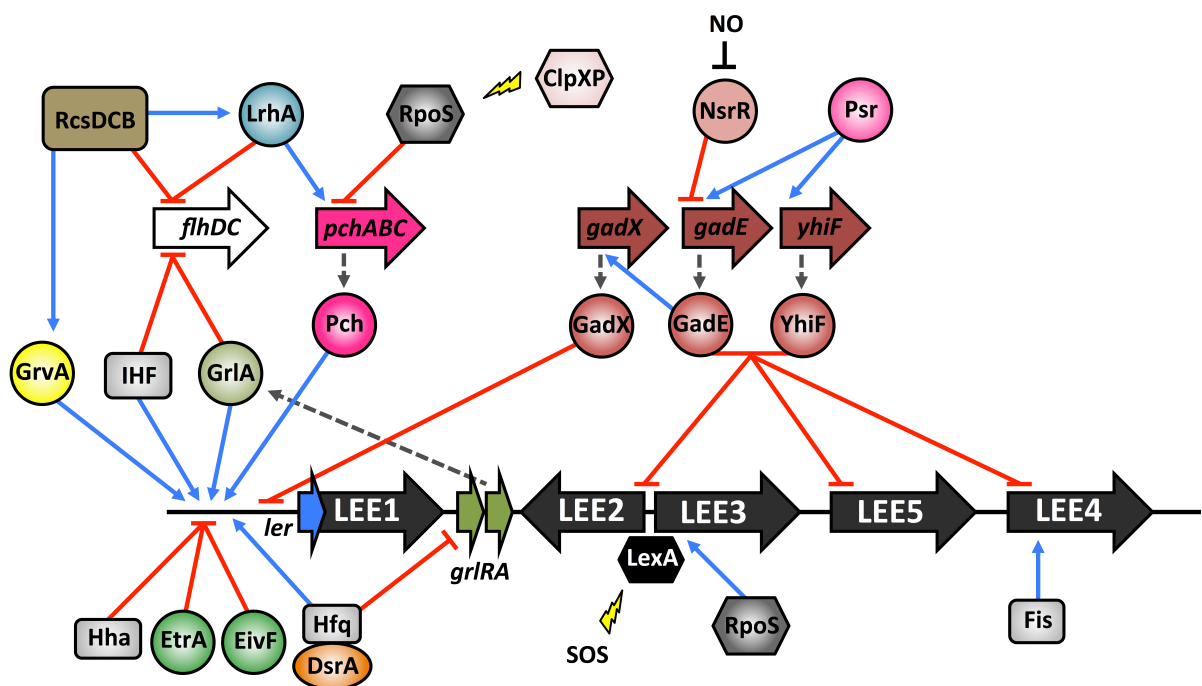 NO
ClpXP
RcsDCB
LrhA
RpoS
NsrR
Psr
flhDC
pchABC
gadX
gadE
yhiF
Pch
GadX
GadE
YhiF
GrvA
IHF
GrlA
ler
LEE1
grlRA
LEE2
LEE3
LEE5
LEE4
LexA
Hha
EtrA
EivF
Hfq
DsrA
SOS
RpoS
Fis